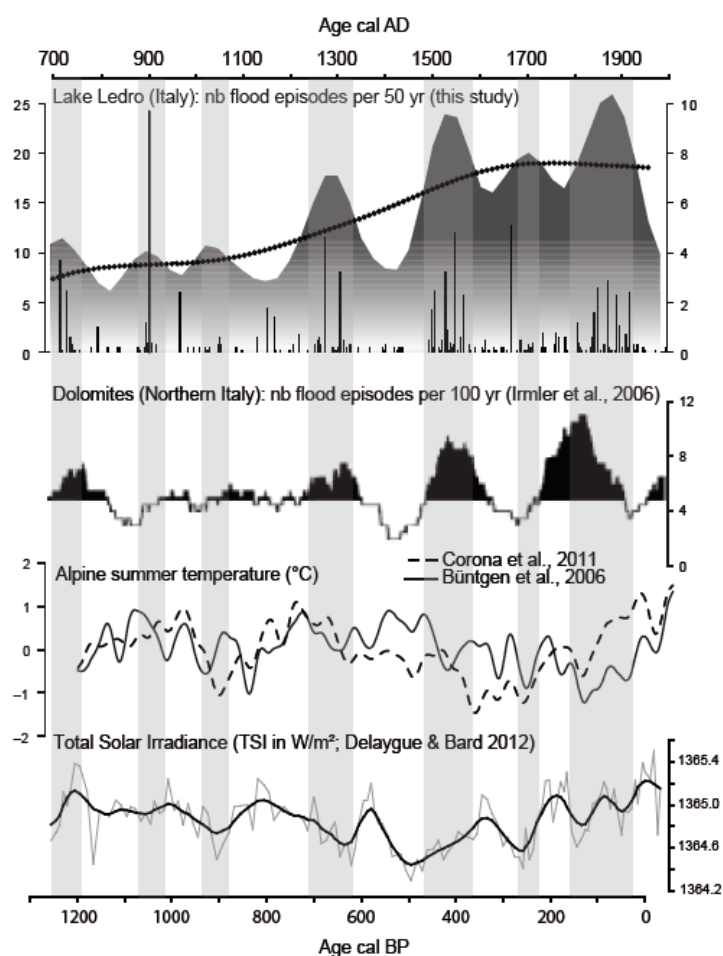 Age cal AD
700 900 1100 1300 1500 1700 1900
Lake Ledro (Italy): nb flood episodes per 50 yr (this study)
25 20 15 10 5 0
10 8 6 4 2 0
Dolomites (Northern Italy): nb flood episodes per 100 yr (Irmler et al., 2006)
12 8 4 0
Alpine summer temperature (°C)
Corona et al., 2011
Büntgen et al., 2006
2 1 0 −1 −2
Total Solar Irradiance (TSI in W/m²; Delaygue & Bard 2012)
1365.4 1365.0 1364.6 1364.2
1200 1000 800 600 400 200 0
Age cal BP